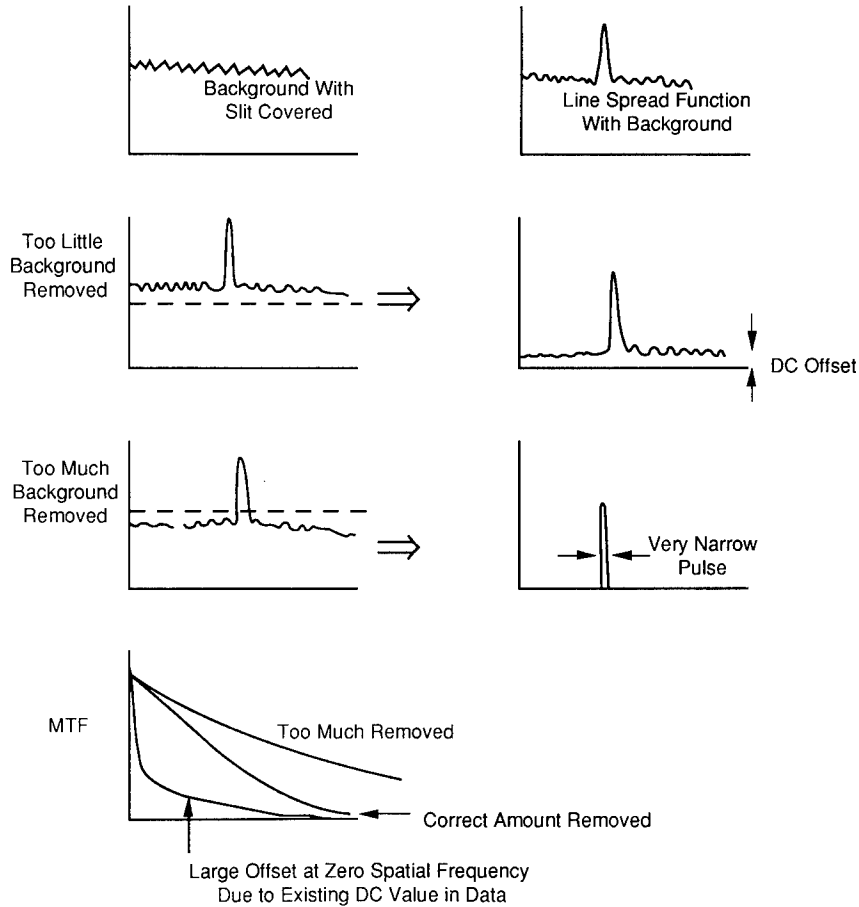 Background With
Slit Covered
Line Spread Function
With Background
Too Little
Background
Removed
DC Offset
Too Much
Background
Removed
Very Narrow
Pulse
MTF
Too Much Removed
Correct Amount Removed
Large Offset at Zero Spatial Frequency
Due to Existing DC Value in Data